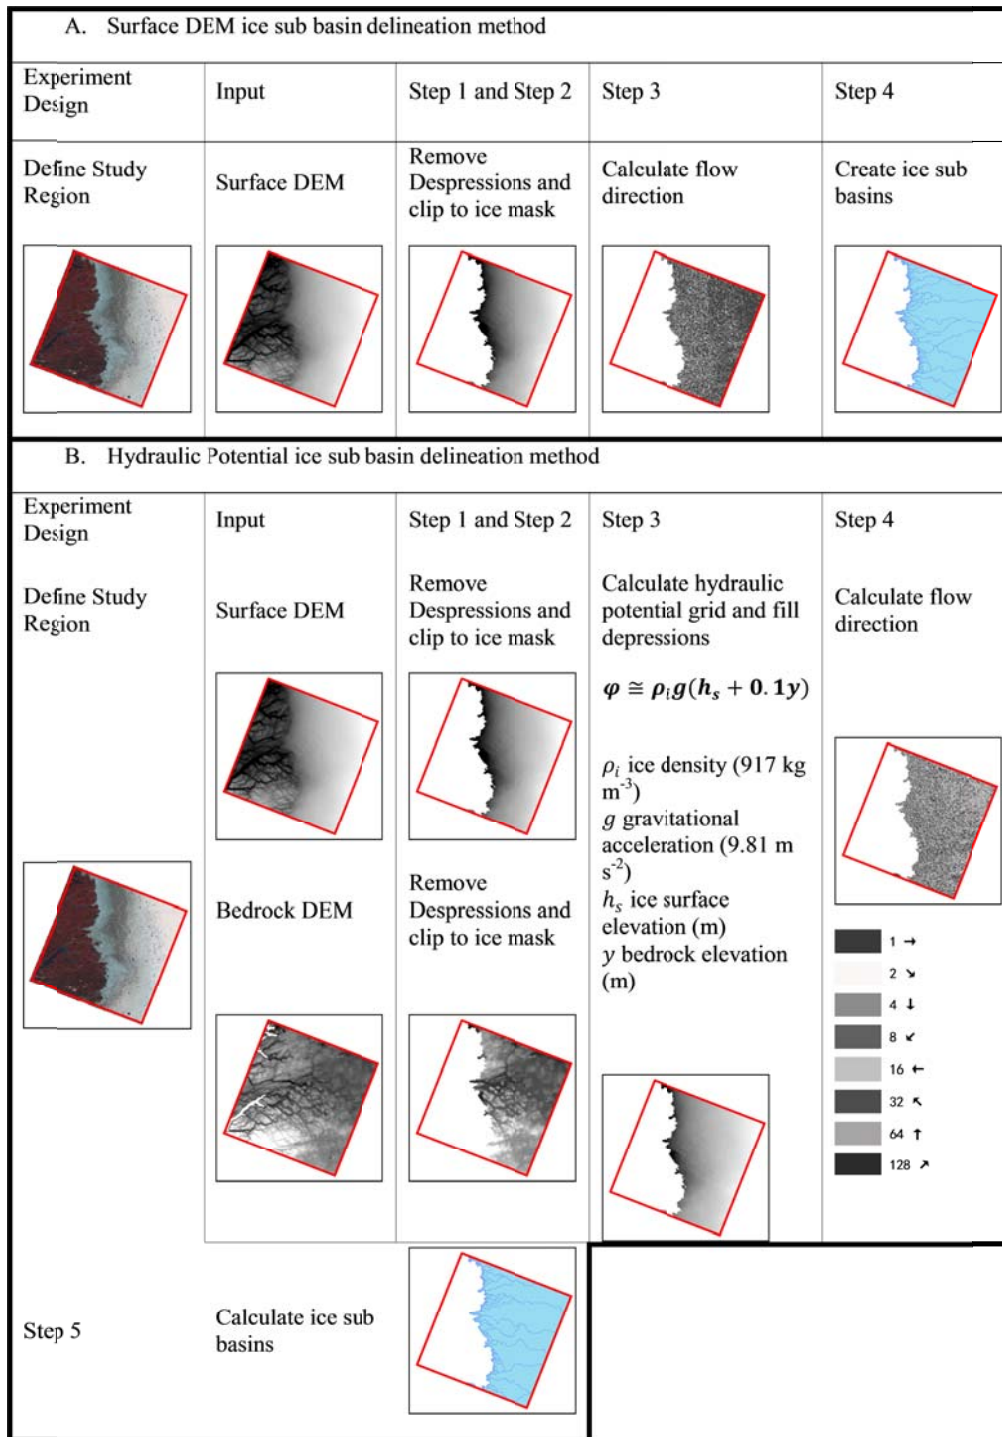 A. Surface DEM ice sub basin delineation method
Experiment
Design
Input
Step 1 and Step 2
Step 3
Step 4
Define Study
Region
Surface DEM
Remove
Despressions and
clip to ice mask
Calculate flow
direction
Create ice sub
basins
B. Hydraulic Potential ice sub basin delineation method
Experiment
Design
Input
Step 1 and Step 2
Step 3
Step 4
Define Study
Region
Surface DEM
Remove
Despressions and
clip to ice mask
Calculate hydraulic
potential grid and fill
depressions
φ ≅ ρᵢg(hₛ + 0.1y)
ρᵢ ice density (917 kg
m⁻³)
g gravitational
acceleration (9.81 m
s⁻²)
hₛ ice surface
elevation (m)
y bedrock elevation
(m)
Calculate flow
direction
1 →
2 ↘
4 ↓
8 ↙
16 ←
32 ↖
64 ↑
128 ↗
Bedrock DEM
Remove
Despressions and
clip to ice mask
Step 5
Calculate ice sub
basins